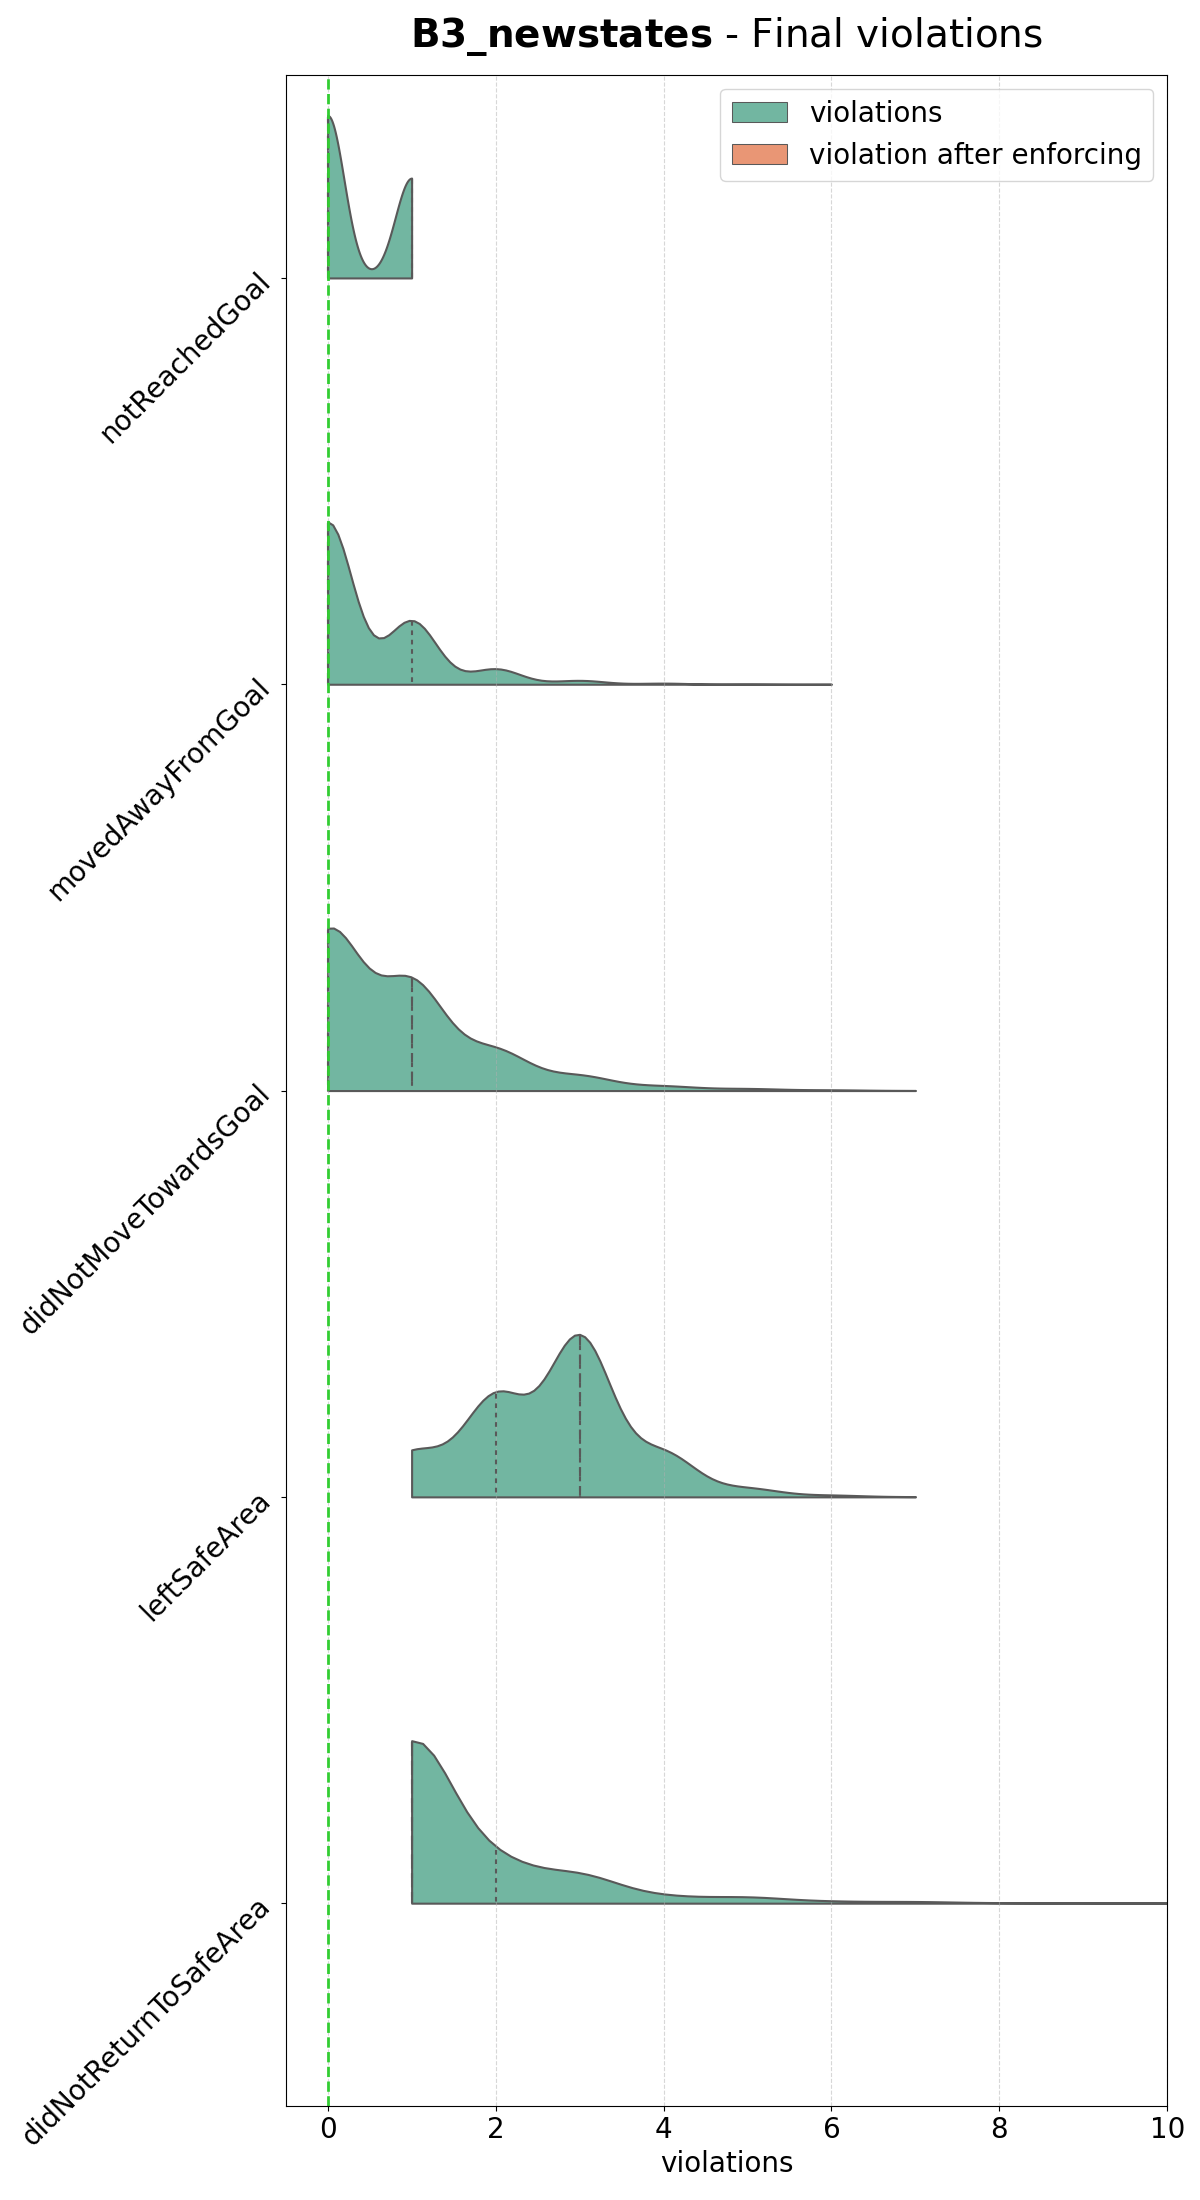 B3_newstates - Final violations
violations
violation after enforcing
notReachedGoal
movedAwayFromGoal
didNotMoveTowardsGoal
leftSafeArea
didNotReturnToSafeArea
0 2 4 6 8 10
violations